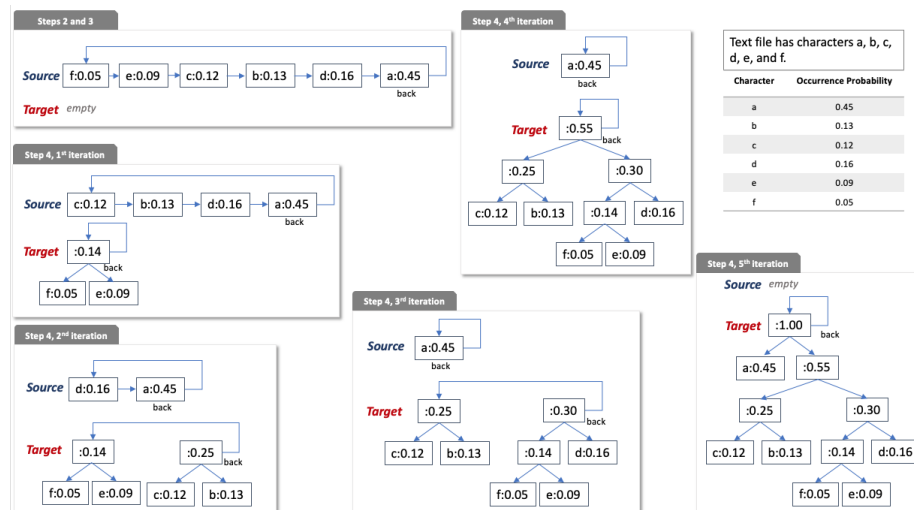 Steps 2 and 3
Source f:0.05 e:0.09 c:0.12 b:0.13 d:0.16 a:0.45
back
Target empty
Step 4, 1st iteration
Source c:0.12 b:0.13 d:0.16 a:0.45
back
Target :0.14
back
f:0.05 e:0.09
Step 4, 2nd iteration
Source d:0.16 a:0.45
back
Target :0.14 :0.25
back
f:0.05 e:0.09 c:0.12 b:0.13
Step 4, 3rd iteration
Source a:0.45
back
Target :0.25 :0.30
back
c:0.12 b:0.13 :0.14 d:0.16
f:0.05 e:0.09
Step 4, 4th iteration
Source a:0.45
back
Target :0.55
back
:0.25 :0.30
c:0.12 b:0.13 :0.14 d:0.16
f:0.05 e:0.09
Text file has characters a, b, c,
d, e, and f.
Character Occurrence Probability
a 0.45
b 0.13
c 0.12
d 0.16
e 0.09
f 0.05
Step 4, 5th iteration
Source empty
Target :1.00
back
a:0.45 :0.55
:0.25 :0.30
c:0.12 b:0.13 :0.14 d:0.16
f:0.05 e:0.09